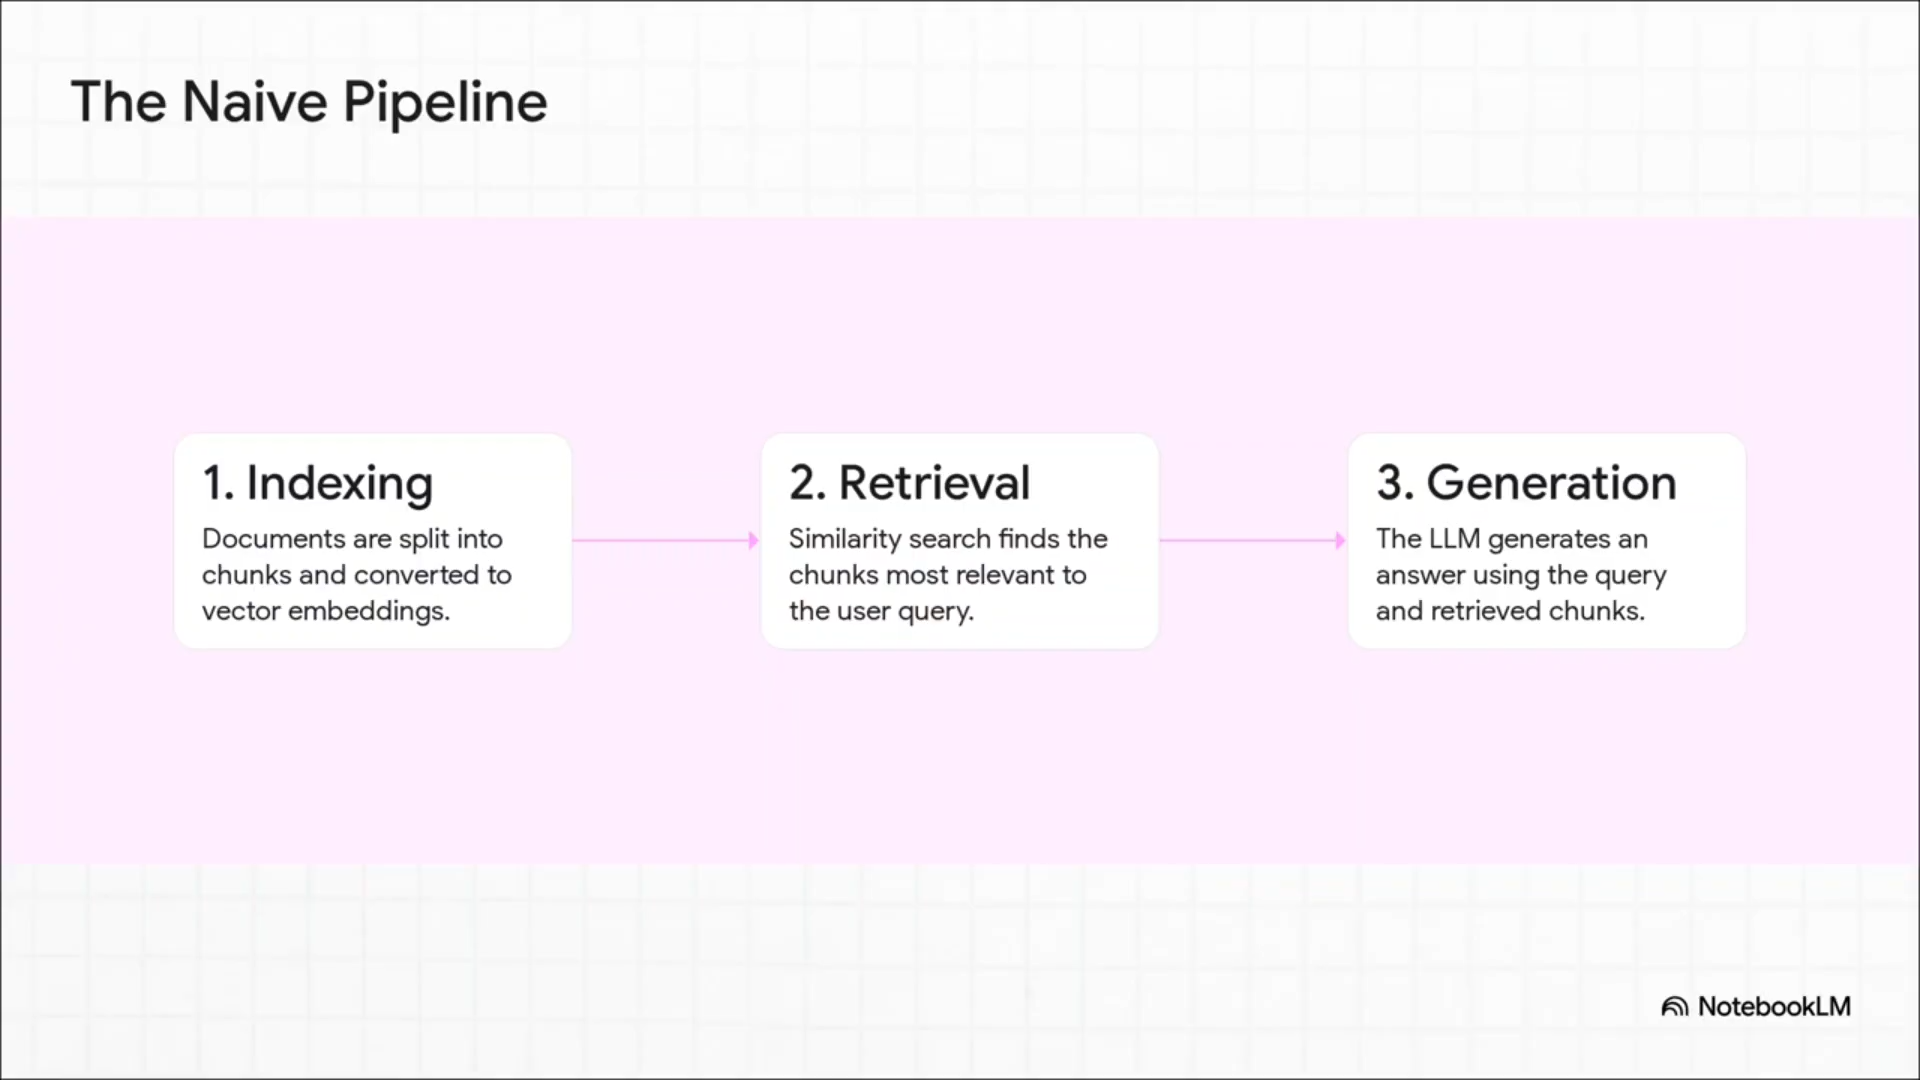 The Naive Pipeline
1. Indexing
Documents are split into
chunks and converted to
vector embeddings.
2. Retrieval
Similarity search finds the
chunks most relevant to
the user query.
3. Generation
The LLM generates an
answer using the query
and retrieved chunks.
NotebookLM